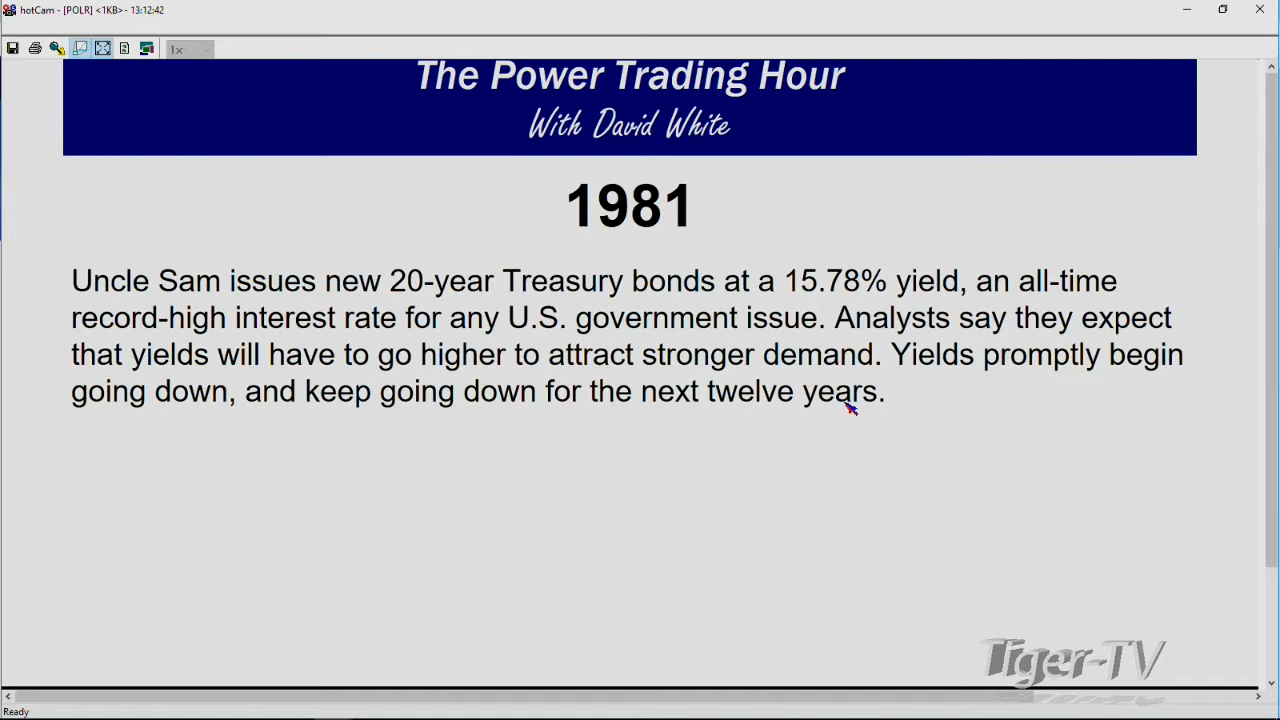 hotCam - [POLR] <1KB> - 13:12:42
1x
The Power Trading Hour
With David White
1981
Uncle Sam issues new 20-year Treasury bonds at a 15.78% yield, an all-time
record-high interest rate for any U.S. government issue. Analysts say they expect
that yields will have to go higher to attract stronger demand. Yields promptly begin
going down, and keep going down for the next twelve years.
Tiger-TV
Ready